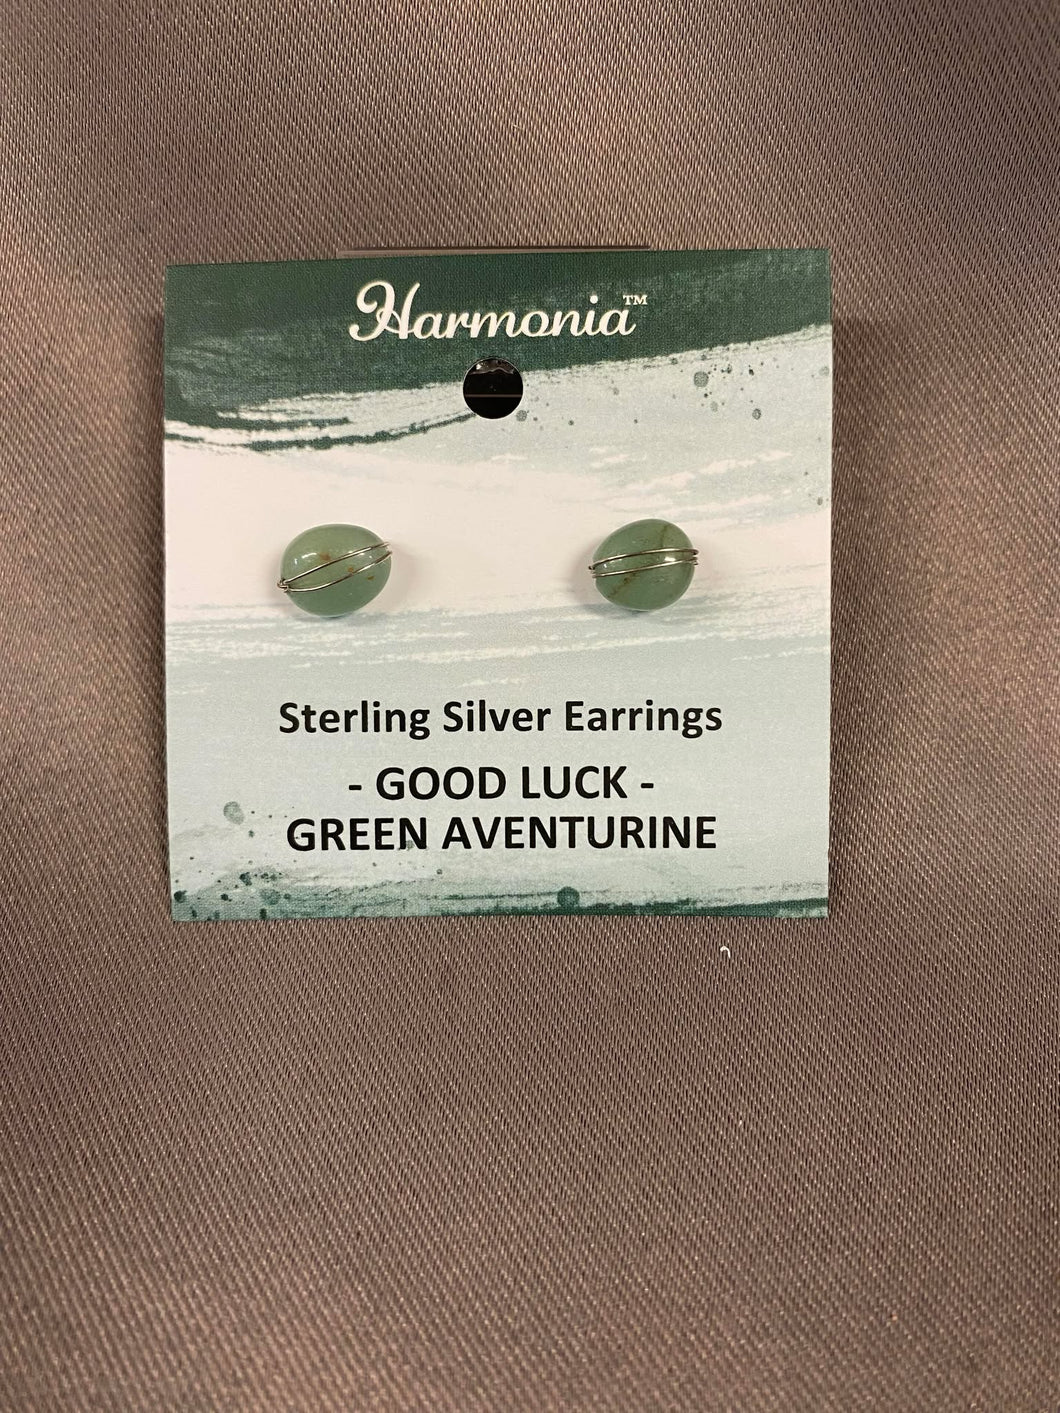 Harmonia™
Sterling Silver Earrings
- GOOD LUCK -
GREEN AVENTURINE